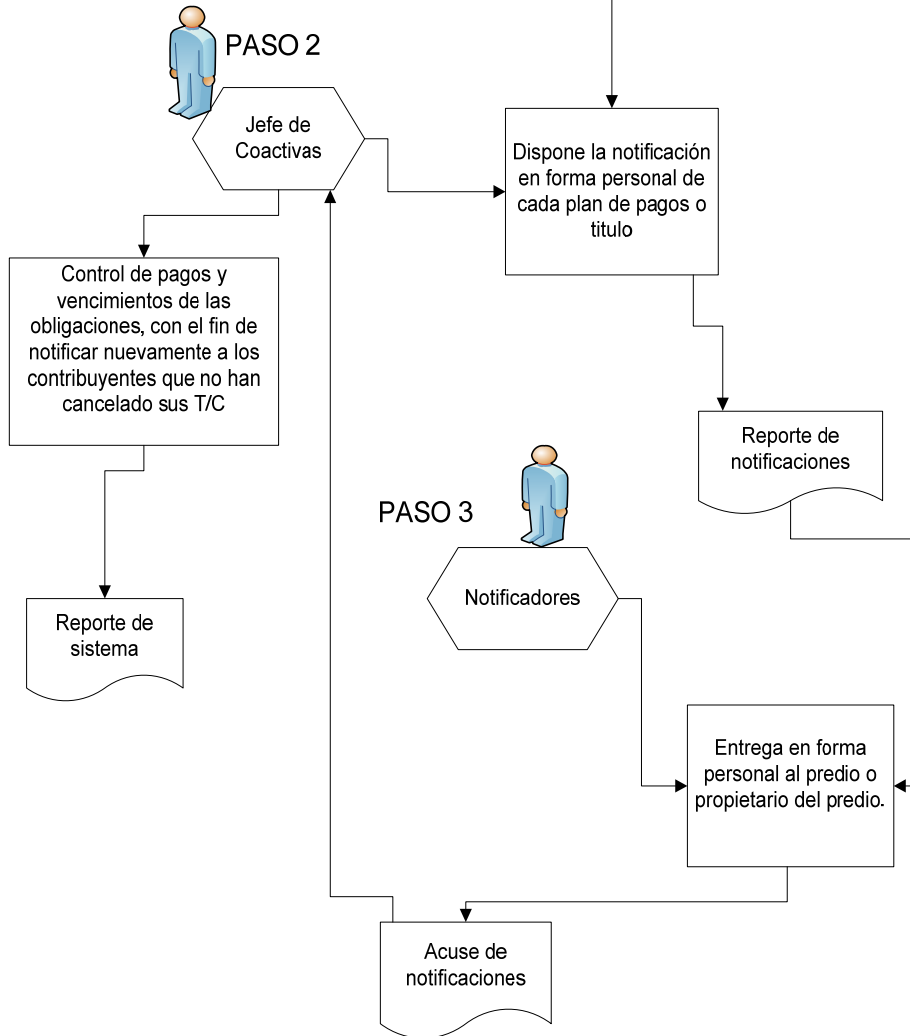 PASO 2
Jefe de
Coactivas
Dispone la notificación
en forma personal de
cada plan de pagos o
titulo
Control de pagos y
vencimientos de las
obligaciones, con el fin de
notificar nuevamente a los
contribuyentes que no han
cancelado sus T/C
Reporte de
notificaciones
PASO 3
Notificadores
Reporte de
sistema
Entrega en forma
personal al predio o
propietario del predio.
Acuse de
notificaciones